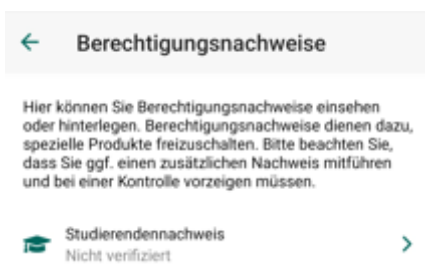 Berechtigungsnachweise
Hier können Sie Berechtigungsnachweise einsehen
oder hinterlegen. Berechtigungsnachweise dienen dazu,
spezielle Produkte freizuschalten. Bitte beachten Sie,
dass Sie ggf. einen zusätzlichen Nachweis mitführen
und bei einer Kontrolle vorzeigen müssen.
Studierendennachweis
Nicht verifiziert